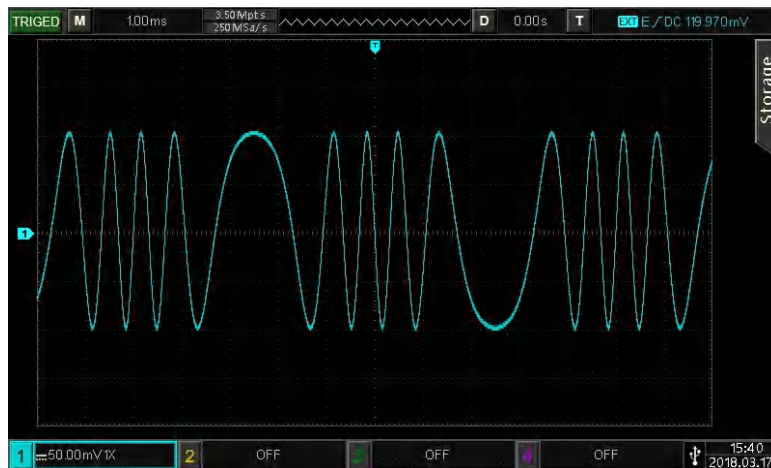 TRIGED M 1.00ms 3.50Mpts D 0.00s T EXT E DC 119.970mV
250MSa/s
T
Storage
1
1 50.00mV 1X 2 OFF 3 OFF 4 OFF 15:40
2018.03.17